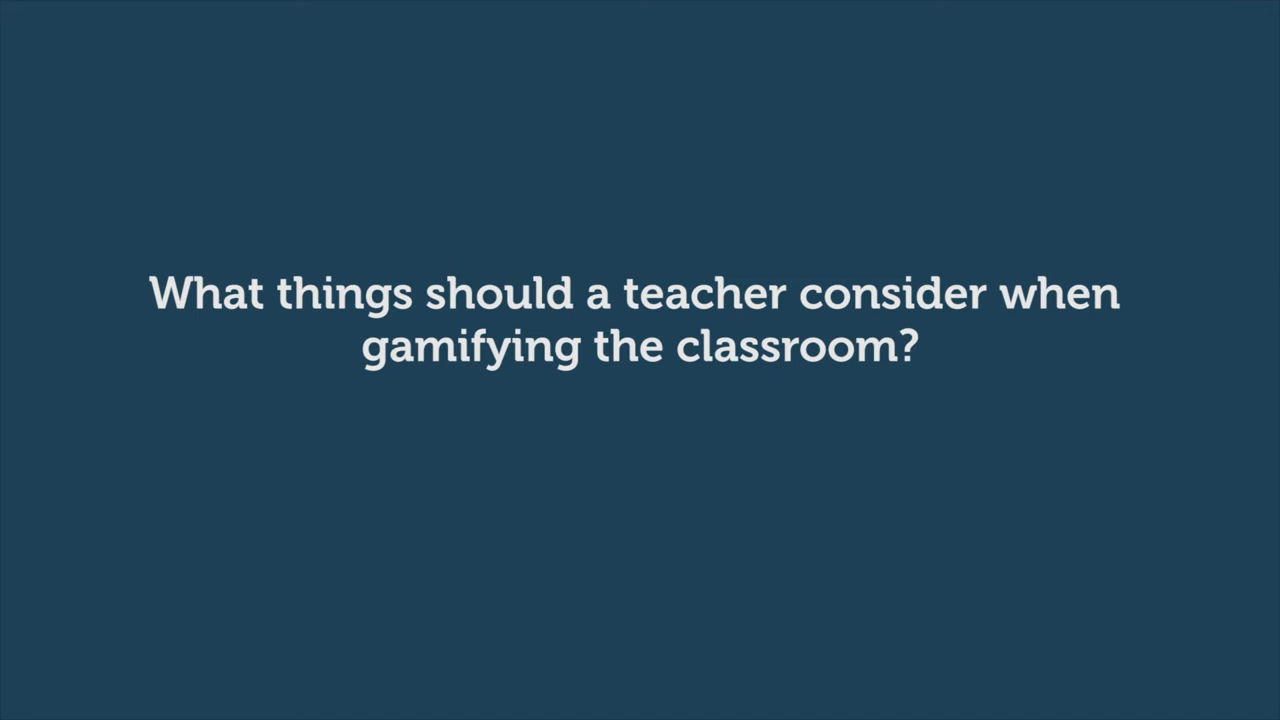 What things should a teacher consider when
gamifying the classroom?